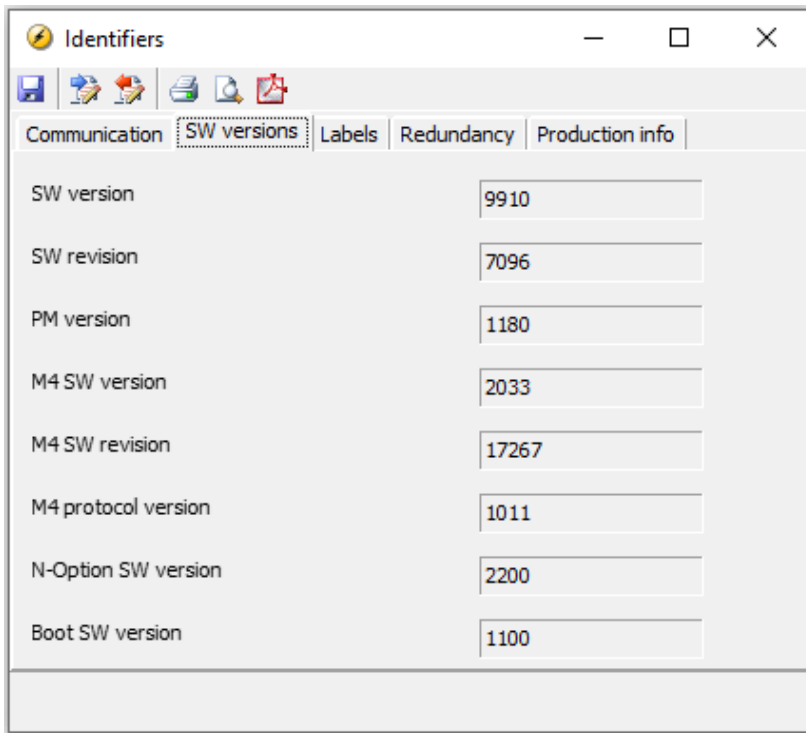 Identifiers
Communication SW versions Labels Redundancy Production info
SW version 9910
SW revision 7096
PM version 1180
M4 SW version 2033
M4 SW revision 17267
M4 protocol version 1011
N-Option SW version 2200
Boot SW version 1100